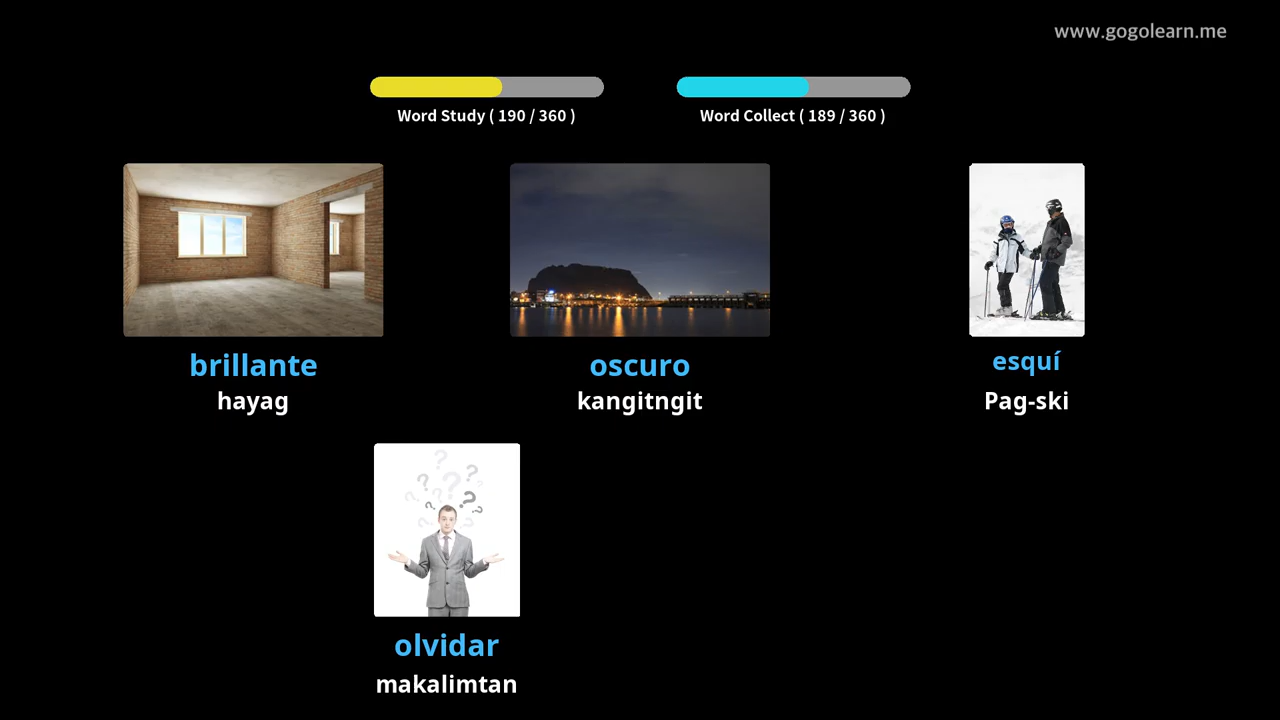 www.gogolearn.me
Word Study ( 190 / 360 )
Word Collect ( 189 / 360 )
brillante
hayag
oscuro
kangitngit
esquí
Pag-ski
olvidar
makalimtan